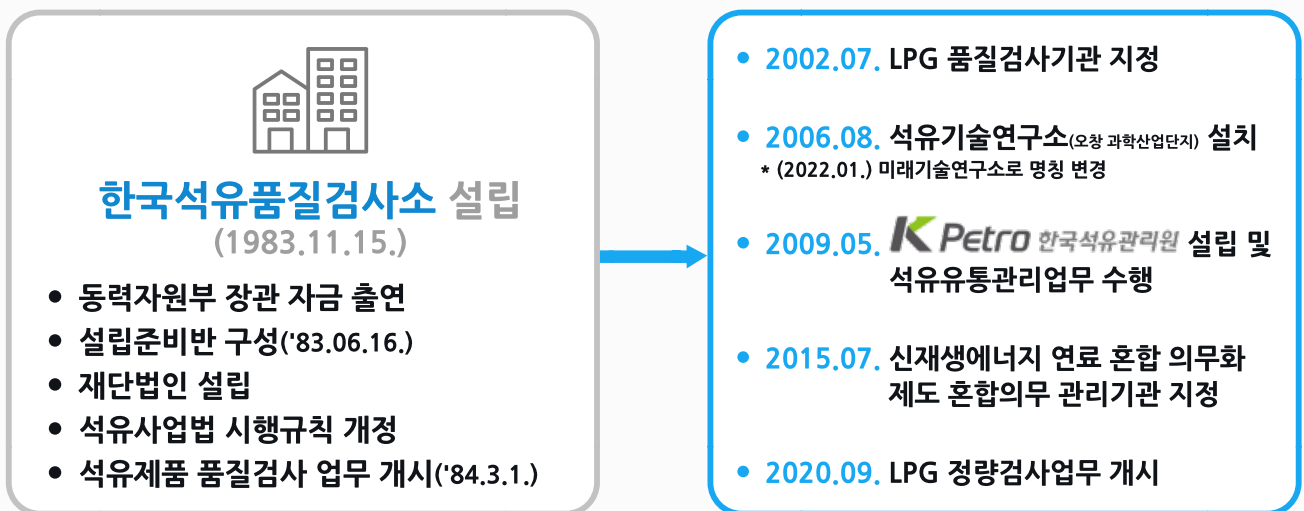 한국석유품질검사소 설립
(1983.11.15.)
• 동력자원부 장관 자금 출연
• 설립준비반 구성('83.06.16.)
• 재단법인 설립
• 석유사업법 시행규칙 개정
• 석유제품 품질검사 업무 개시('84.3.1.)
• 2002.07. LPG 품질검사기관 지정
• 2006.08. 석유기술연구소(오창 과학산업단지) 설치
* (2022.01.) 미래기술연구소로 명칭 변경
• 2009.05. K Petro 한국석유관리원 설립 및
석유유통관리업무 수행
• 2015.07. 신재생에너지 연료 혼합 의무화
제도 혼합의무 관리기관 지정
• 2020.09. LPG 정량검사업무 개시